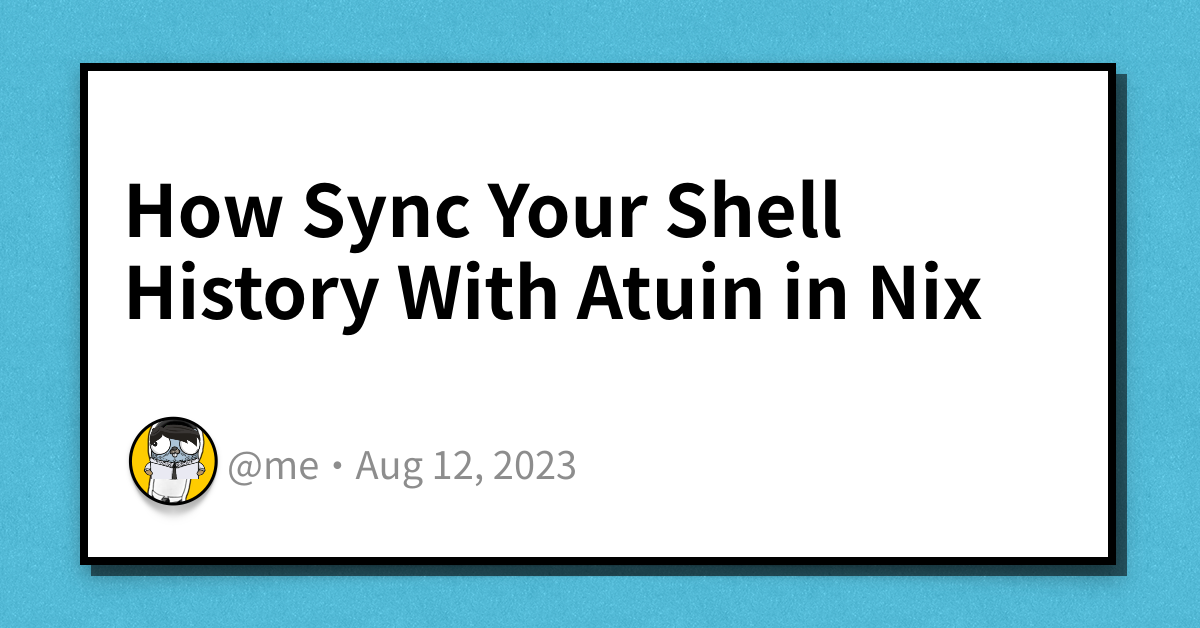 How Sync Your Shell
History With Atuin in Nix
@me • Aug 12, 2023